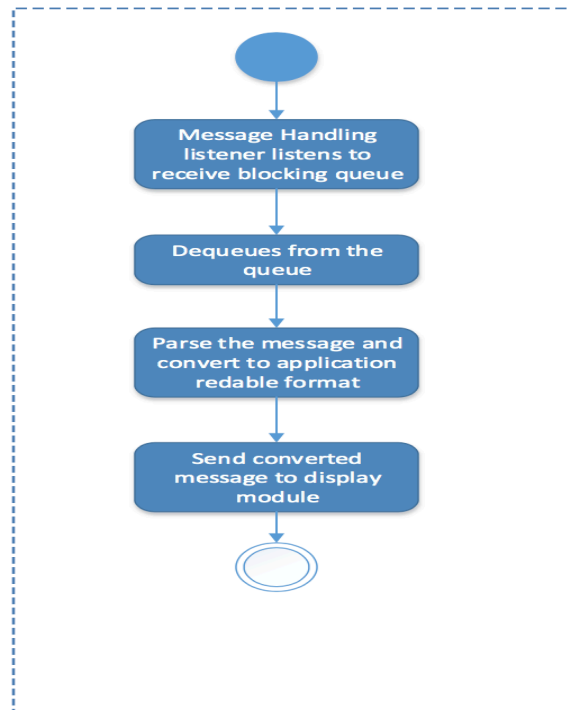 Message Handling
listener listens to
receive blocking queue
Dequeues from the
queue
Parse the message and
convert to application
redable format
Send converted
message to display
module